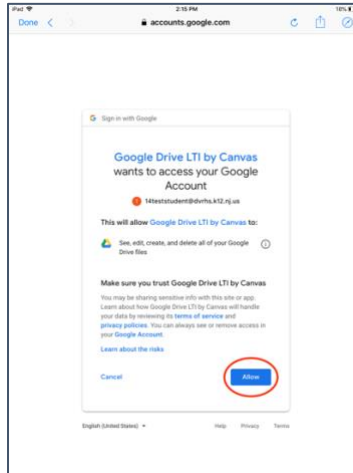 iPad
2:15 PM
18%
Done
accounts.google.com
Sign in with Google
Google Drive LTI by Canvas
wants to access your Google
Account
14teststudent@dvrhs.k12.nj.us
This will allow Google Drive LTI by Canvas to:
See, edit, create, and delete all of your Google
Drive files
Make sure you trust Google Drive LTI by Canvas
You may be sharing sensitive info with this site or app.
Learn about how Google Drive LTI by Canvas will handle
your data by reviewing its terms of service and
privacy policies. You can always see or remove access in
your Google Account.
Learn about the risks
Cancel
Allow
English (United States)
Help
Privacy
Terms